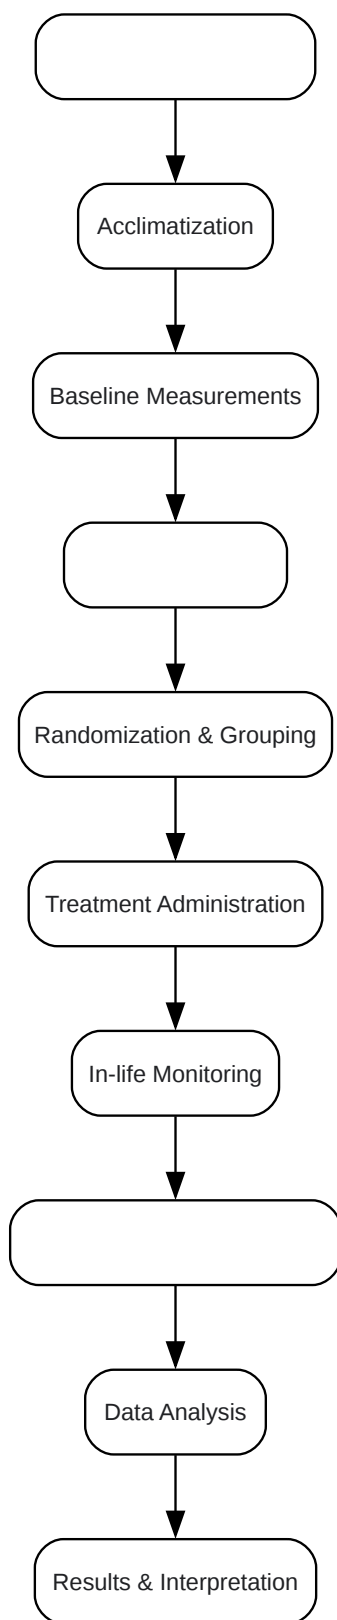 Acclimatization
Baseline Measurements
Randomization & Grouping
Treatment Administration
In-life Monitoring
Data Analysis
Results & Interpretation